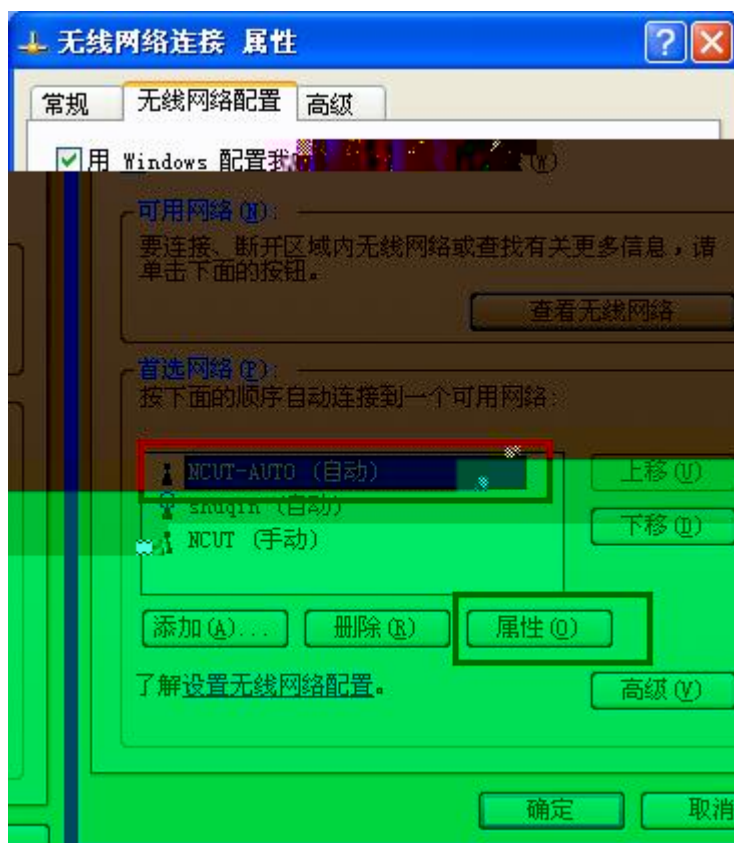 无线网络连接 属性
常规 无线网络配置 高级
用 Windows 配置我 (W)
可用网络(N):
要连接、断开区域内无线网络或查找有关更多信息，请
单击下面的按钮。
查看无线网络
首选网络(P):
按下面的顺序自动连接到一个可用网络:
NCUT-AUTO (自动)
上移(U)
shuqin (自动)
NCUT (手动)
下移(D)
添加(A)... 删除(R) 属性(O)
了解设置无线网络配置。
高级(V)
确定 取消